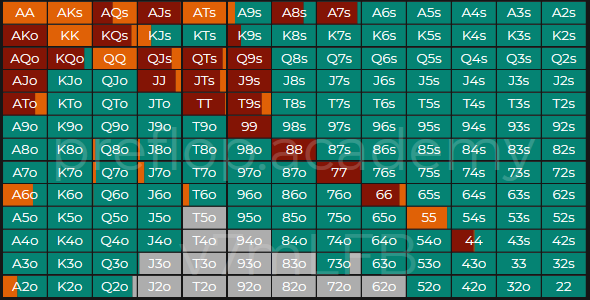 AA AKs AQs AJs ATs A9s A8s A7s A6s A5s A4s A3s A2s
AKo KK KQs KJs KTs K9s K8s K7s K6s K5s K4s K3s K2s
AQo KQo QQ QJs QTs Q9s Q8s Q7s Q6s Q5s Q4s Q3s Q2s
AJo KJo QJo JJ JTs J9s J8s J7s J6s J5s J4s J3s J2s
ATo KTo QTo JTo TT T9s T8s T7s T6s T5s T4s T3s T2s
A9o K9o Q9o J9o T9o 99 98s 97s 96s 95s 94s 93s 92s
A8o K8o Q8o J8o T8o 98o 88 87s 86s 85s 84s 83s 82s
preflop.academy
A7o K7o Q7o J7o T7o 97o 87o 77 76s 75s 74s 73s 72s
A6o K6o Q6o J6o T6o 96o 86o 76o 66 65s 64s 63s 62s
A5o K5o Q5o J5o T5o 95o 85o 75o 65o 55 54s 53s 52s
A4o K4o Q4o J4o T4o 94o 84o 74o 64o 54o 44 43s 42s
A3o K3o Q3o J3o T3o 93o 83o 73o 63o 53o 43o 33 32s
A2o K2o Q2o J2o T2o 92o 82o 72o 62o 52o 42o 32o 22